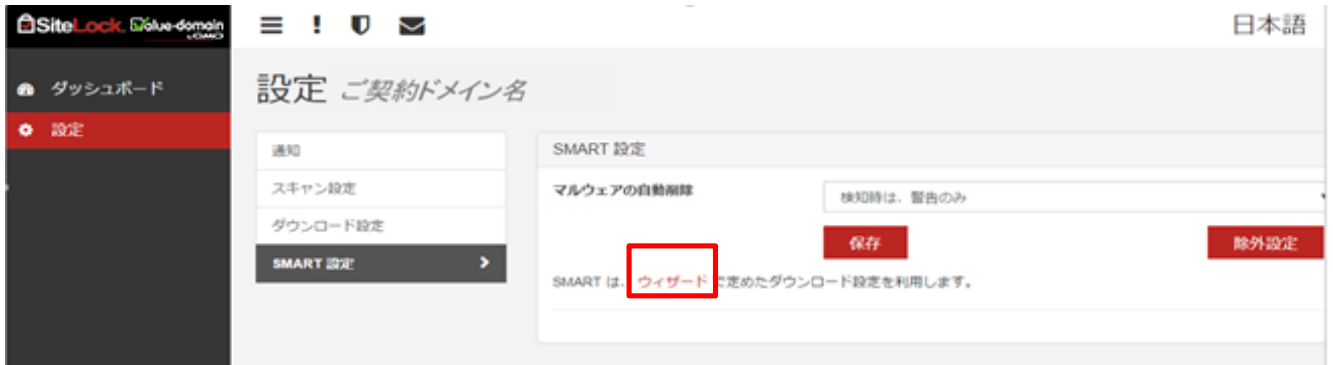 SiteLock. Value-domain
by GMO
日本語
ダッシュボード
設定
設定 ご契約ドメイン名
通知
スキャン設定
ダウンロード設定
SMART 設定
SMART 設定
マルウェアの自動削除
検知時は、警告のみ
保存
除外設定
SMART は、ウィザード で定めたダウンロード設定を利用します。